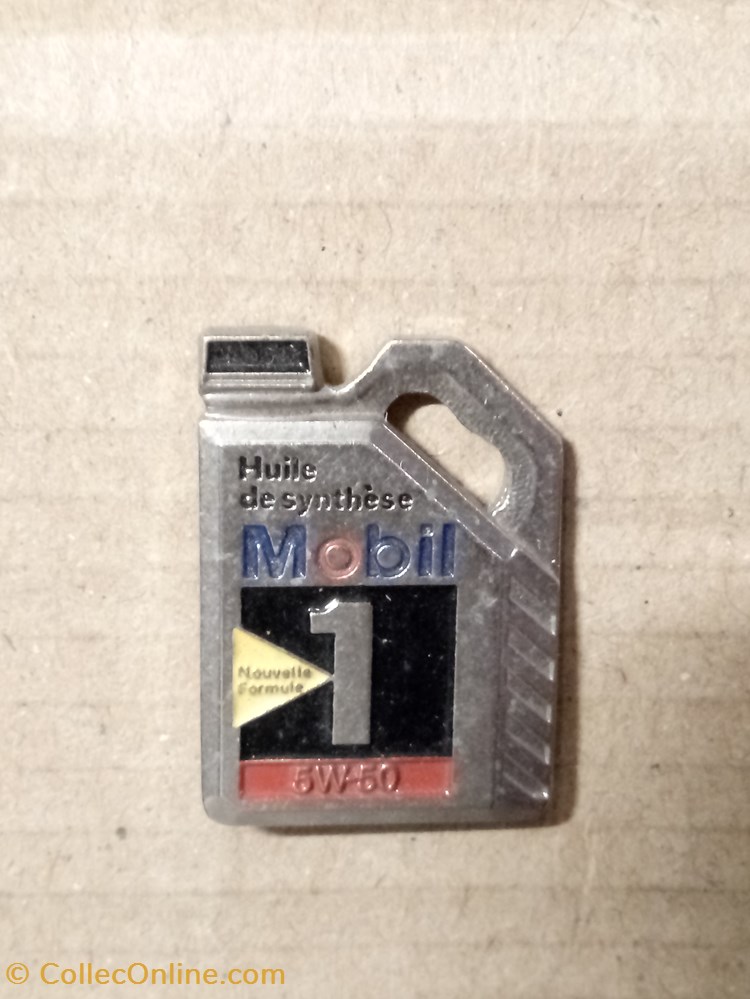 Huile
de synthèse
Mobil
1
Nouvelle
Formule
5W-50
© CollecOnline.com